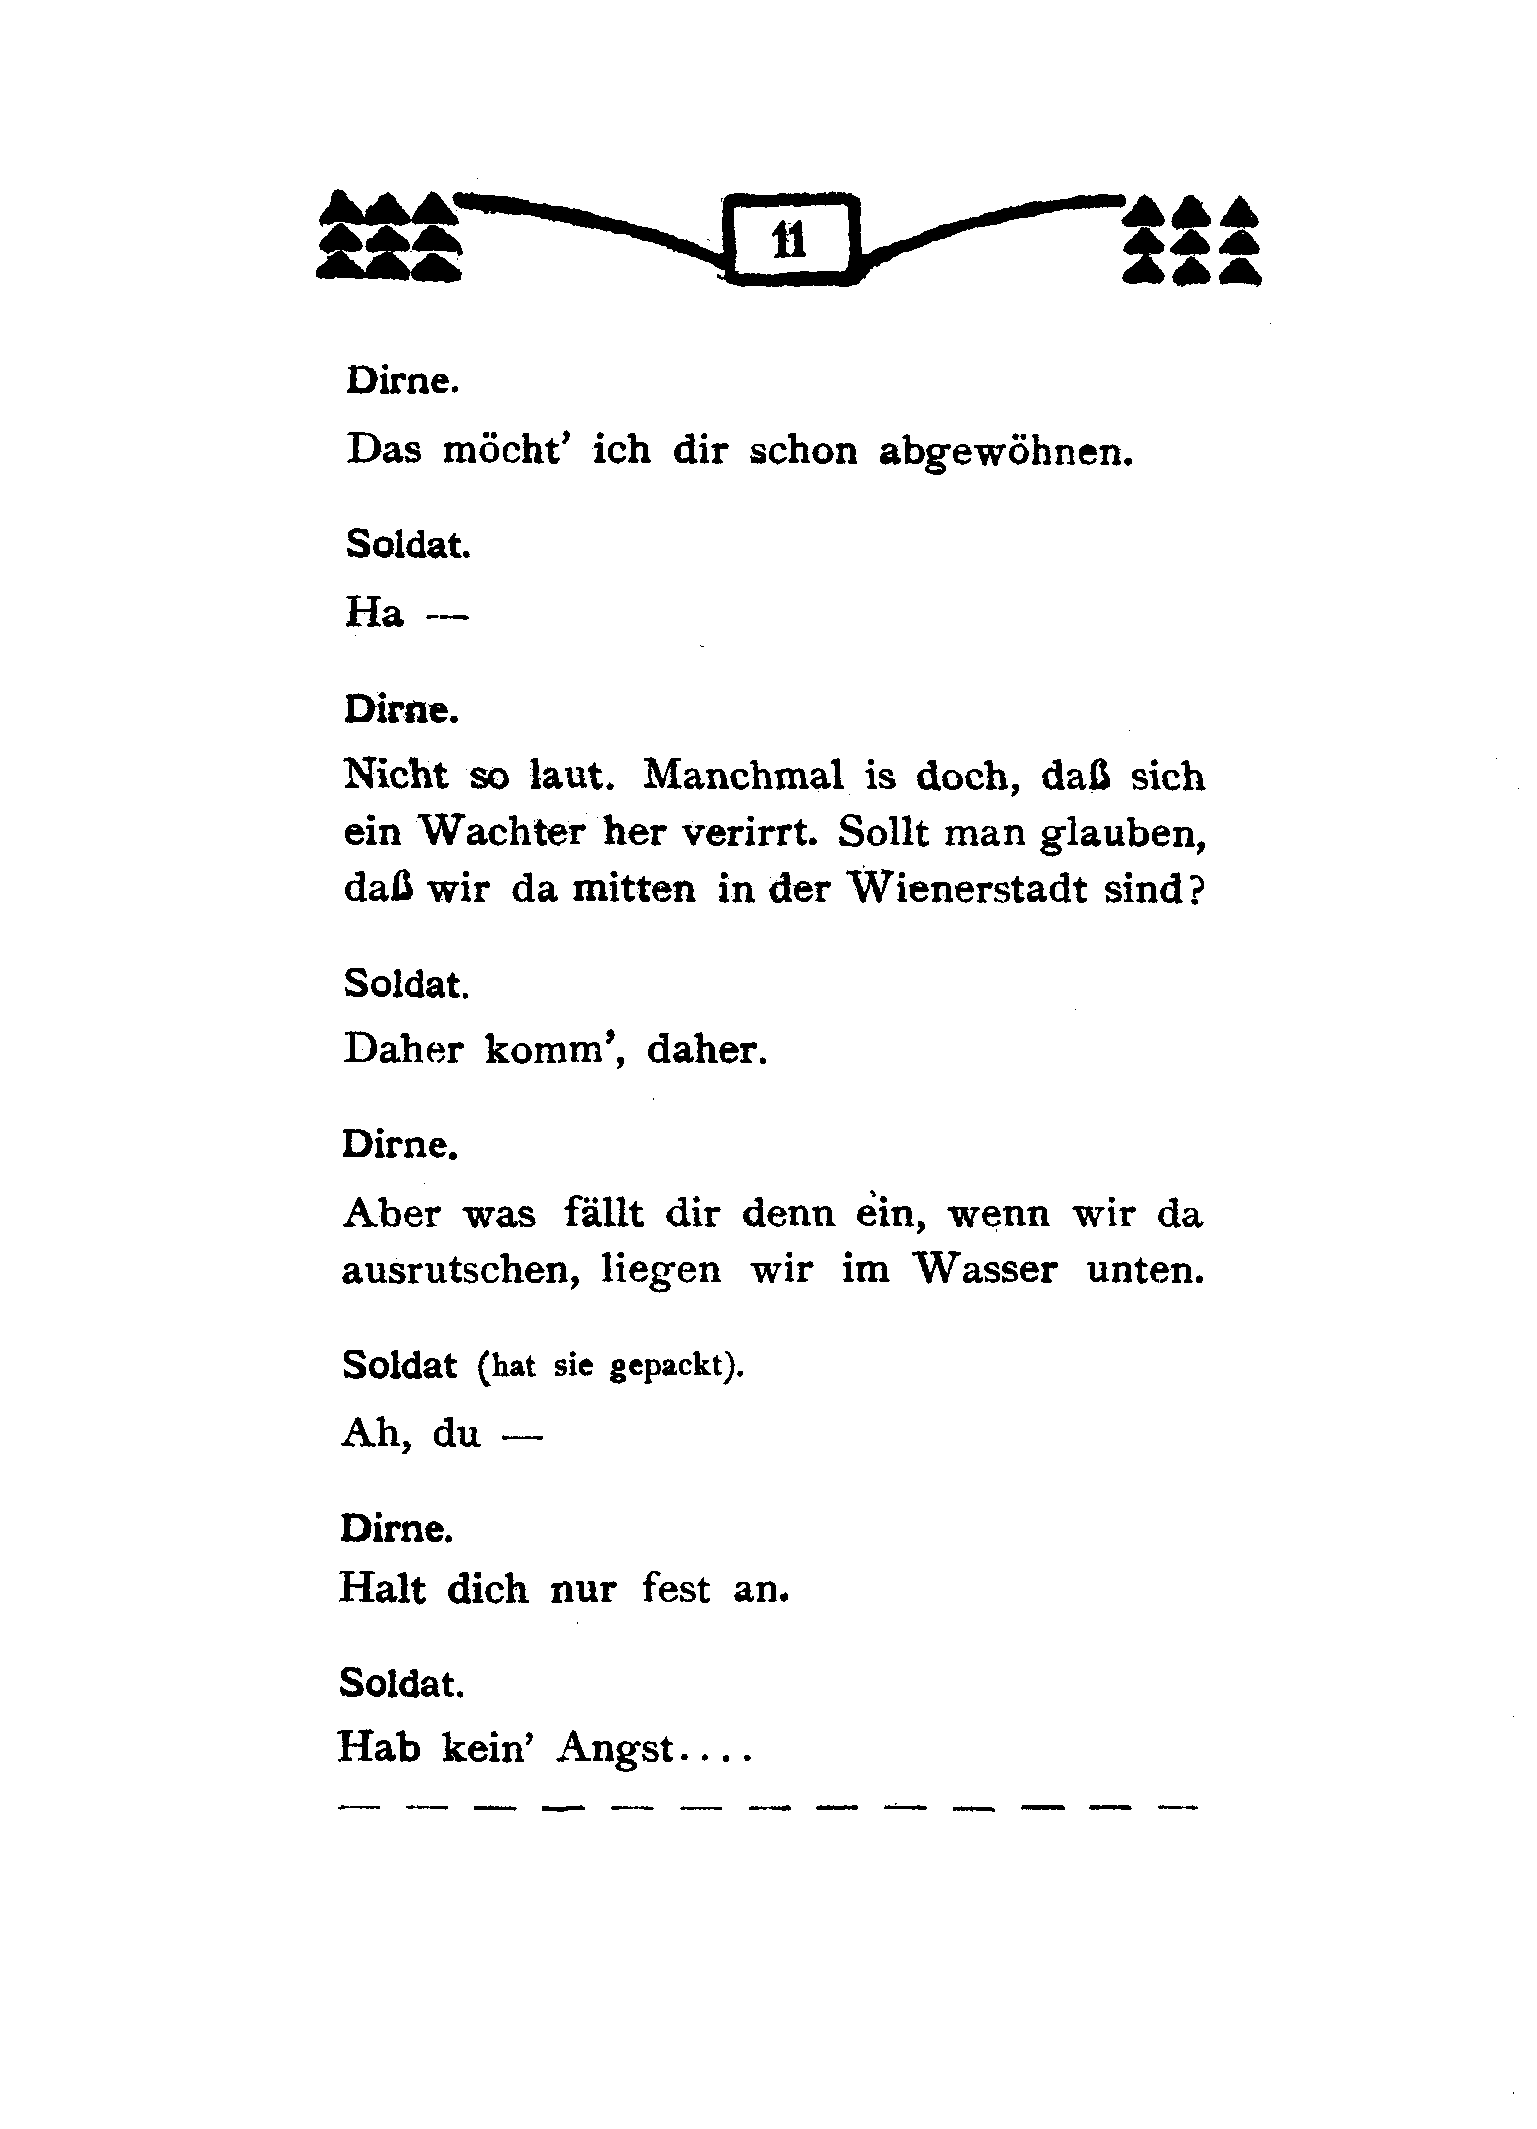 11
Dirne.
Das möcht’ ich dir schon abgewöhnen.
Soldat.
Ha —
Dirne.
Nicht so laut. Manchmal is doch, daß sich
ein Wachter her verirrt. Sollt man glauben,
daß wir da mitten in der Wienerstadt sind?
Soldat.
Daher komm’, daher.
Dirne.
Aber was fällt dir denn ein, wenn wir da
ausrutschen, liegen wir im Wasser unten.
Soldat (hat sie gepackt).
Ah, du —
Dirne.
Halt dich nur fest an.
Soldat.
Hab kein’ Angst....
— — — — — — — — — — — — —